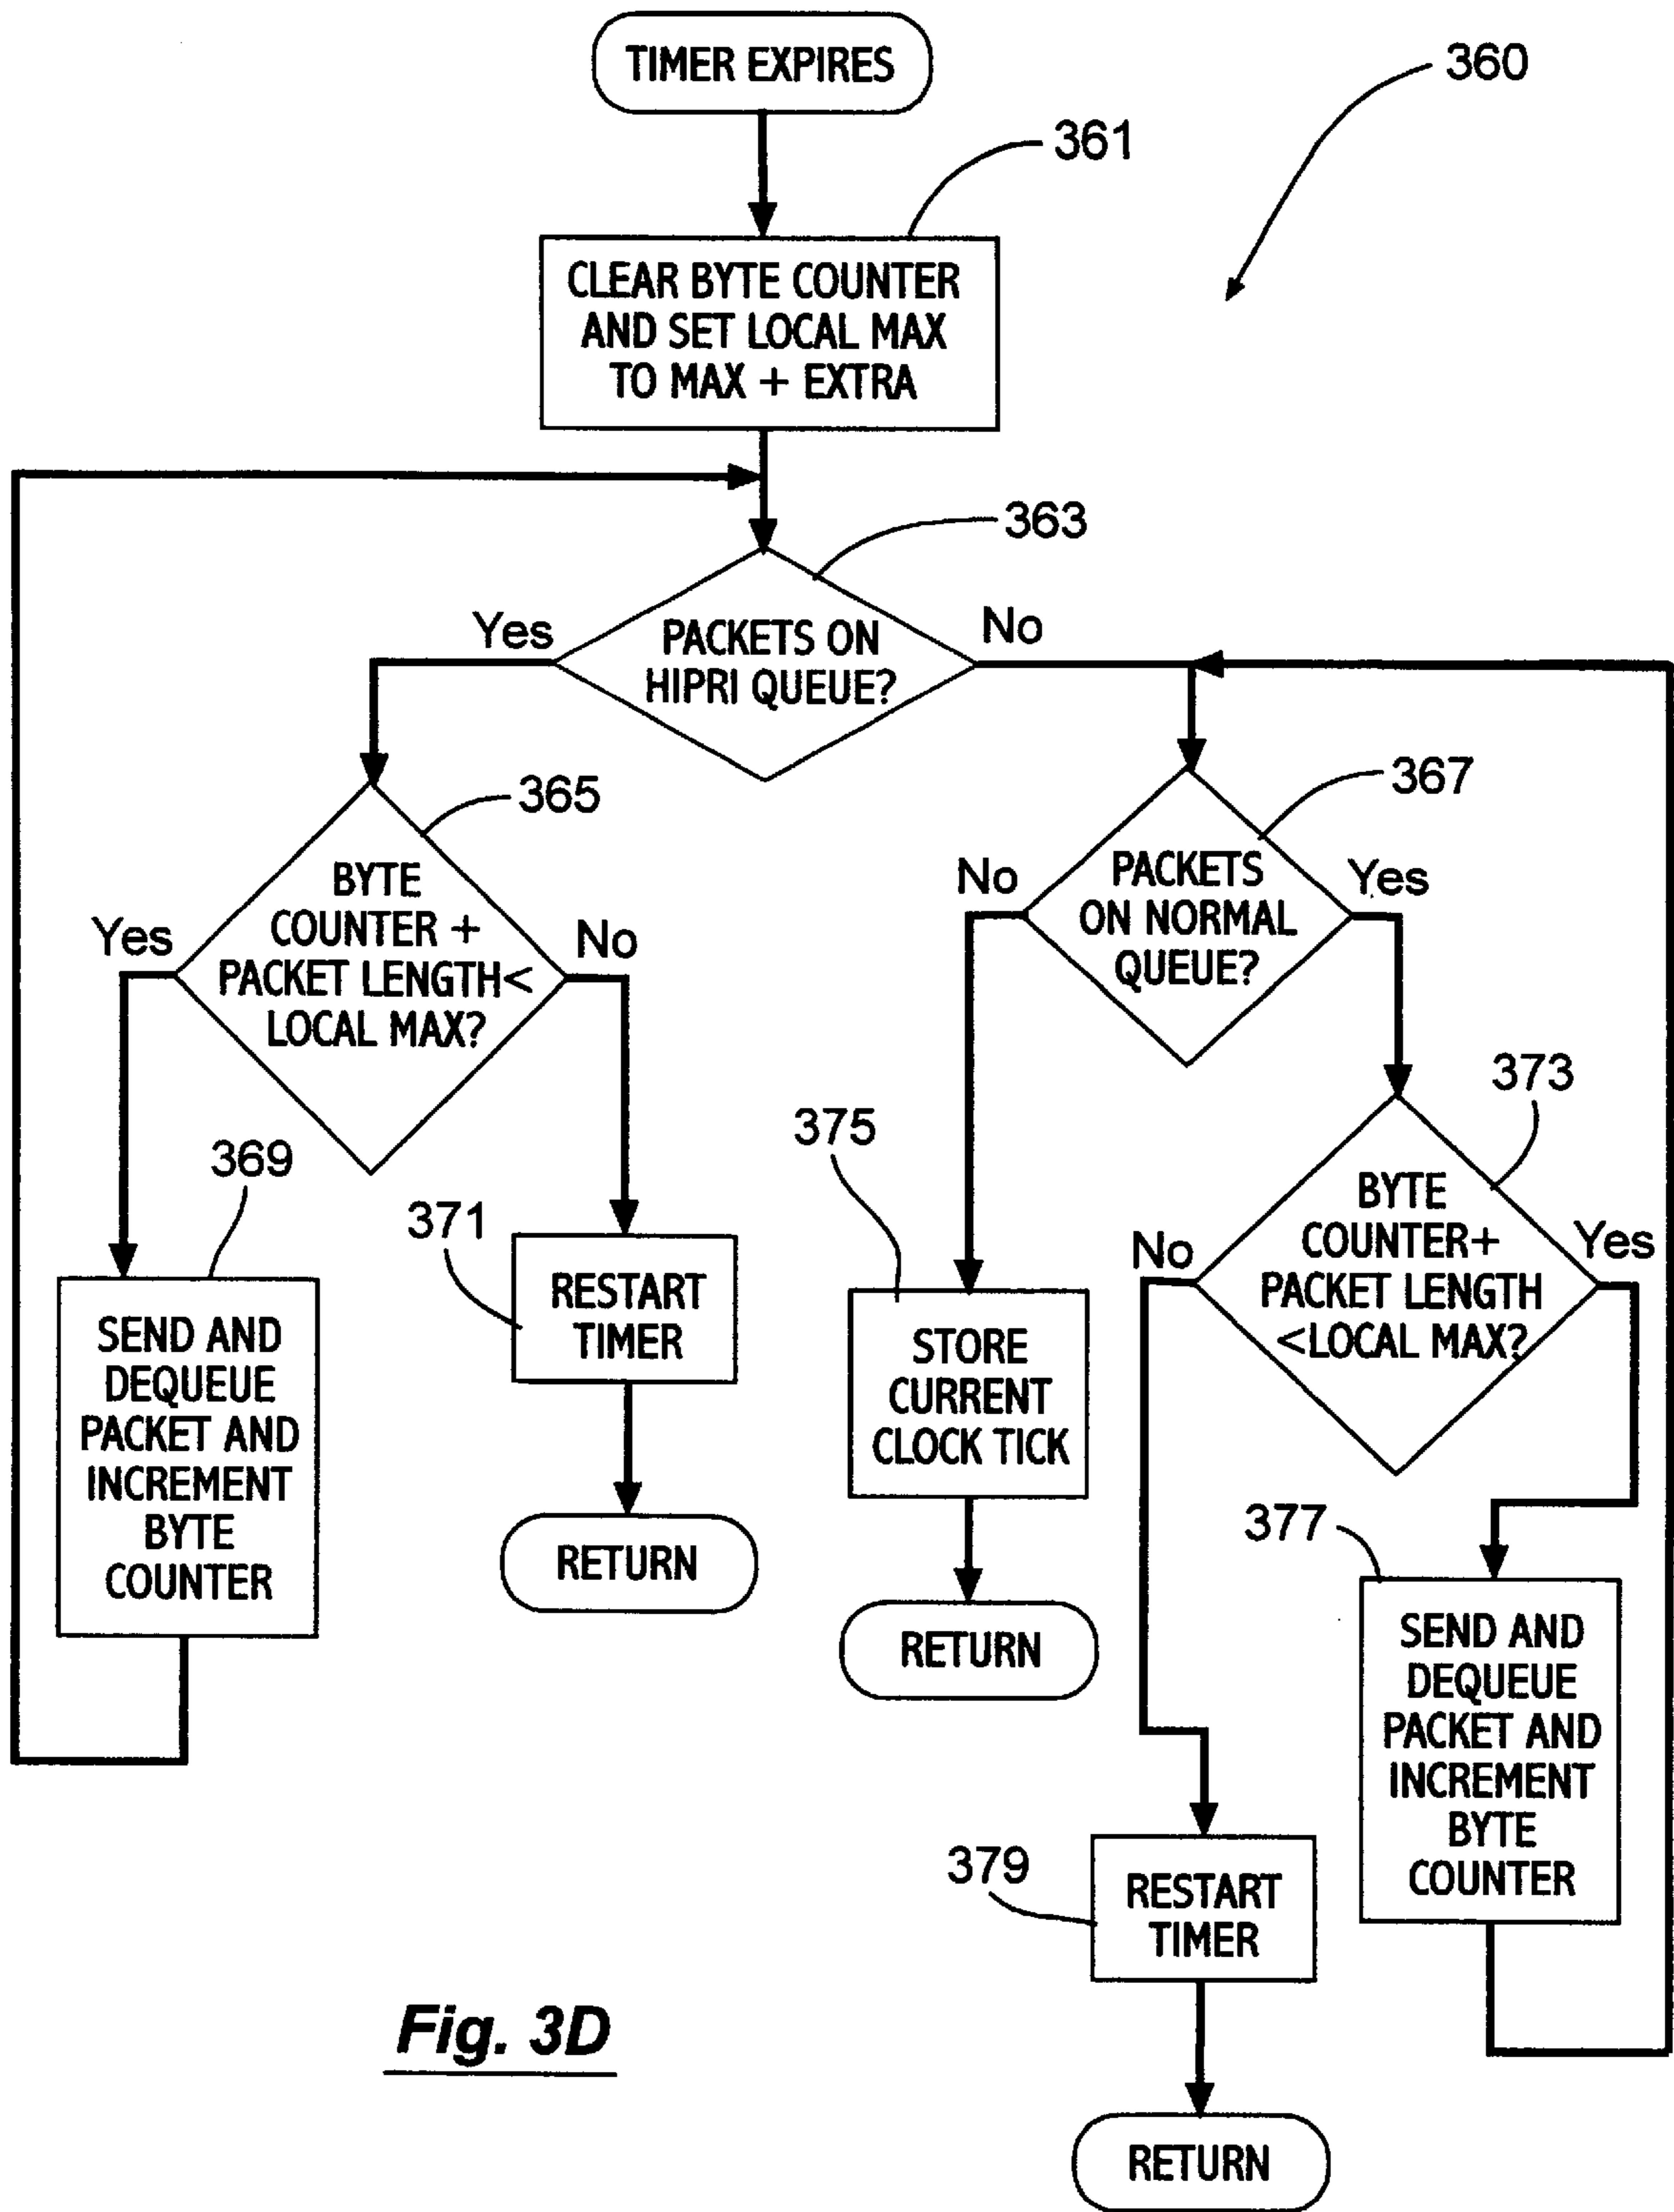 TIMER EXPIRES
360
361
CLEAR BYTE COUNTER
AND SET LOCAL MAX
TO MAX + EXTRA
363
Yes
PACKETS ON
HIPRI QUEUE?
No
365
BYTE
COUNTER +
PACKET LENGTH<
LOCAL MAX?
Yes
No
367
PACKETS
ON NORMAL
QUEUE?
No
Yes
369
SEND AND
DEQUEUE
PACKET AND
INCREMENT
BYTE
COUNTER
371
RESTART
TIMER
RETURN
375
STORE
CURRENT
CLOCK TICK
RETURN
373
BYTE
COUNTER+
PACKET LENGTH
<LOCAL MAX?
No
Yes
377
SEND AND
DEQUEUE
PACKET AND
INCREMENT
BYTE
COUNTER
379
RESTART
TIMER
RETURN
Fig. 3D